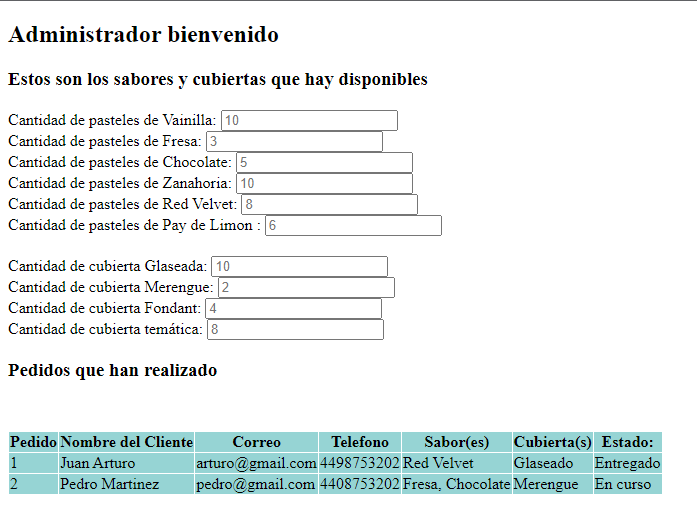 Administrador bienvenido
Estos son los sabores y cubiertas que hay disponibles
Cantidad de pasteles de Vainilla: 10
Cantidad de pasteles de Fresa: 3
Cantidad de pasteles de Chocolate: 5
Cantidad de pasteles de Zanahoria: 10
Cantidad de pasteles de Red Velvet: 8
Cantidad de pasteles de Pay de Limon : 6
Cantidad de cubierta Glaseada: 10
Cantidad de cubierta Merengue: 2
Cantidad de cubierta Fondant: 4
Cantidad de cubierta temática: 8
Pedidos que han realizado
Pedido Nombre del Cliente Correo Telefono Sabor(es) Cubierta(s) Estado:
1 Juan Arturo arturo@gmail.com 4498753202 Red Velvet Glaseado Entregado
2 Pedro Martinez pedro@gmail.com 4408753202 Fresa, Chocolate Merengue En curso